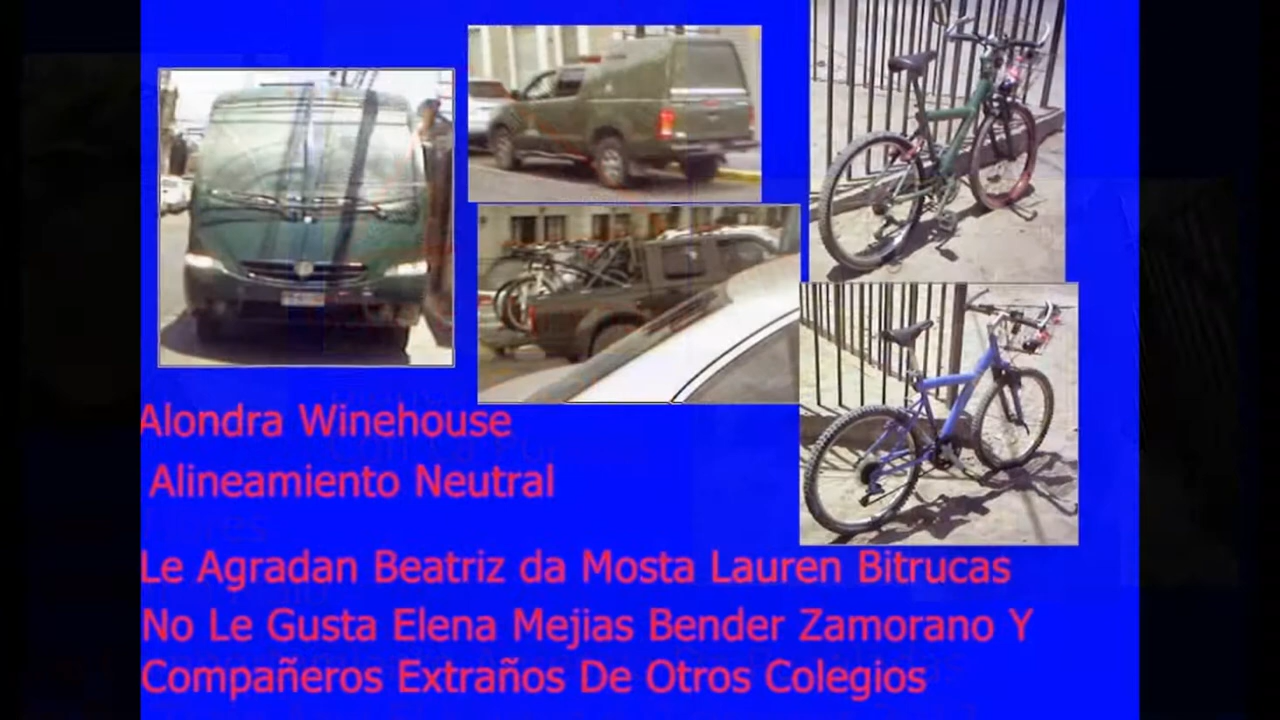 Alondra Winehouse
Alineamiento Neutral
Le Agradan Beatriz da Mosta Lauren Bitrucas
No Le Gusta Elena Mejias Bender Zamorano Y
Compañeros Extraños De Otros Colegios